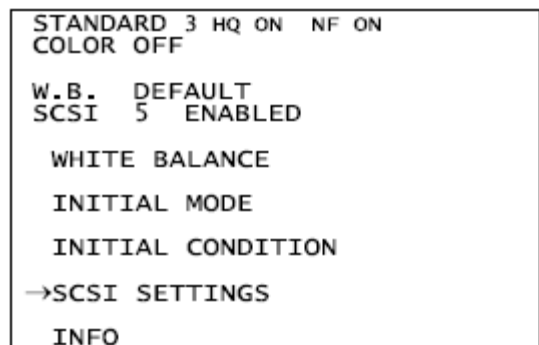 STANDARD 3 HQ ON NF ON
COLOR OFF
W.B. DEFAULT
SCSI 5 ENABLED
WHITE BALANCE
INITIAL MODE
INITIAL CONDITION
→SCSI SETTINGS
INFO